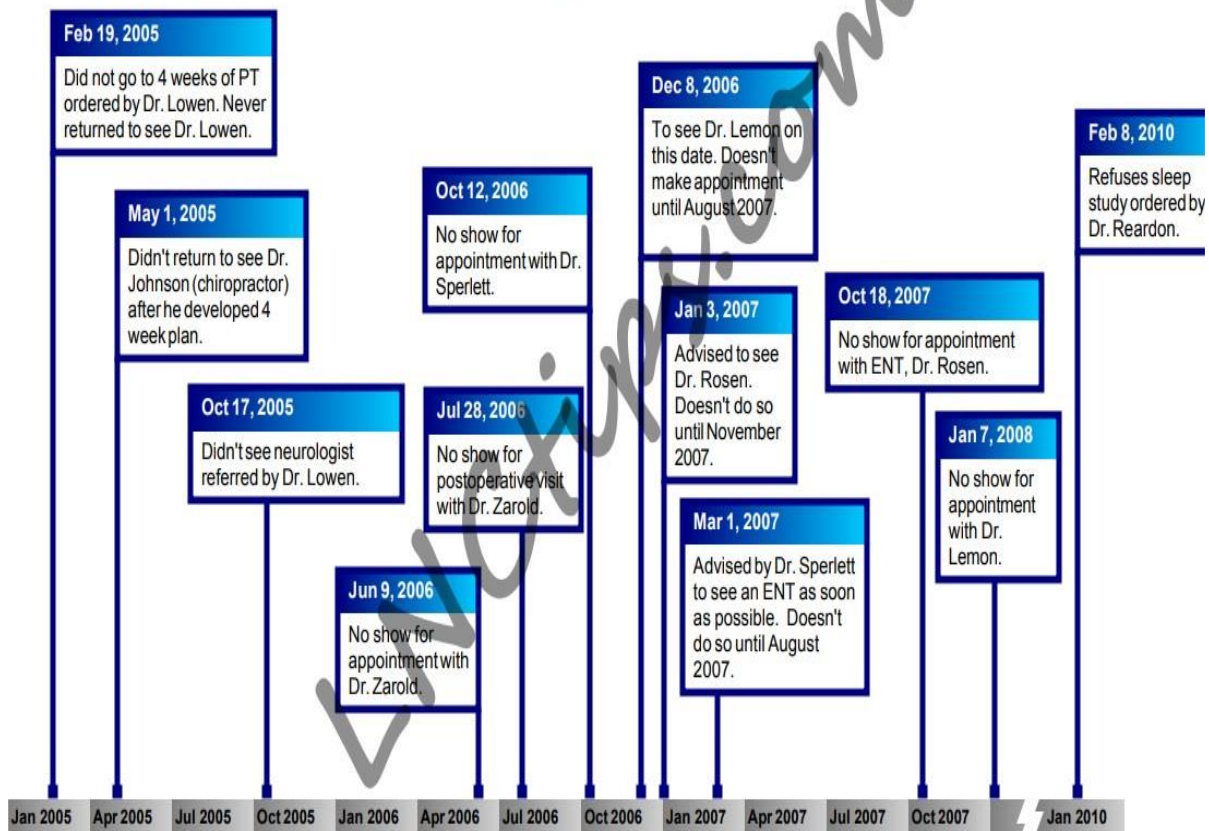 Feb 19, 2005
Did not go to 4 weeks of PT
ordered by Dr. Lowen. Never
returned to see Dr. Lowen.
May 1, 2005
Didn't return to see Dr.
Johnson (chiropractor)
after he developed 4
week plan.
Oct 17, 2005
Didn't see neurologist
referred by Dr. Lowen.
Jun 9, 2006
No show for
appointment with
Dr. Zarold.
Jul 28, 2006
No show for
postoperative visit
with Dr. Zarold.
Oct 12, 2006
No show for
appointment with Dr.
Sperlett.
Dec 8, 2006
To see Dr. Lemon on
this date. Doesn't
make appointment
until August 2007.
Jan 3, 2007
Advised to see
Dr. Rosen.
Doesn't do so
until November
2007.
Mar 1, 2007
Advised by Dr. Sperlett
to see an ENT as soon
as possible. Doesn't
do so until August
2007.
Oct 18, 2007
No show for appointment
with ENT, Dr. Rosen.
Jan 7, 2008
No show for
appointment
with Dr.
Lemon.
Feb 8, 2010
Refuses sleep
study ordered by
Dr. Reardon.
LNCtips.com
Jan 2005 Apr 2005 Jul 2005 Oct 2005 Jan 2006 Apr 2006 Jul 2006 Oct 2006 Jan 2007 Apr 2007 Jul 2007 Oct 2007 Jan 2010